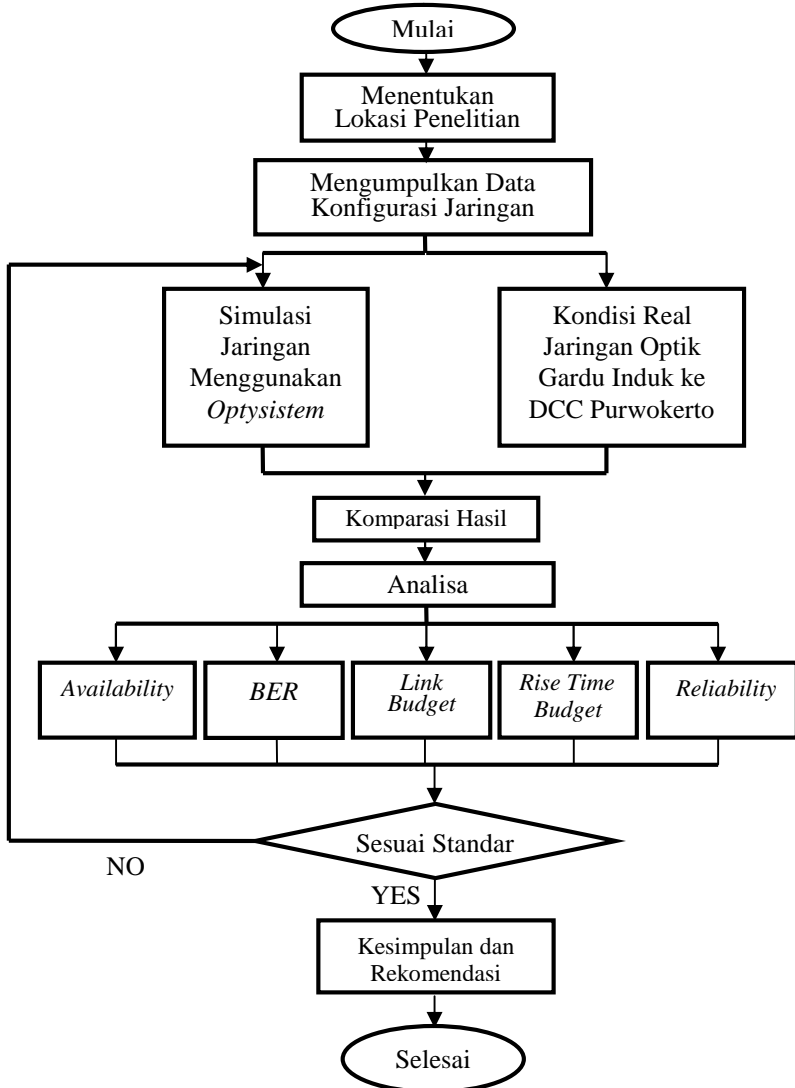 Mulai
Menentukan
Lokasi Penelitian
Mengumpulkan Data
Konfigurasi Jaringan
Simulasi
Jaringan
Menggunakan
Optysistem
Kondisi Real
Jaringan Optik
Gardu Induk ke
DCC Purwokerto
Komparasi Hasil
Analisa
Availability
BER
Link
Budget
Rise Time
Budget
Reliability
Sesuai Standar
NO
YES
Kesimpulan dan
Rekomendasi
Selesai